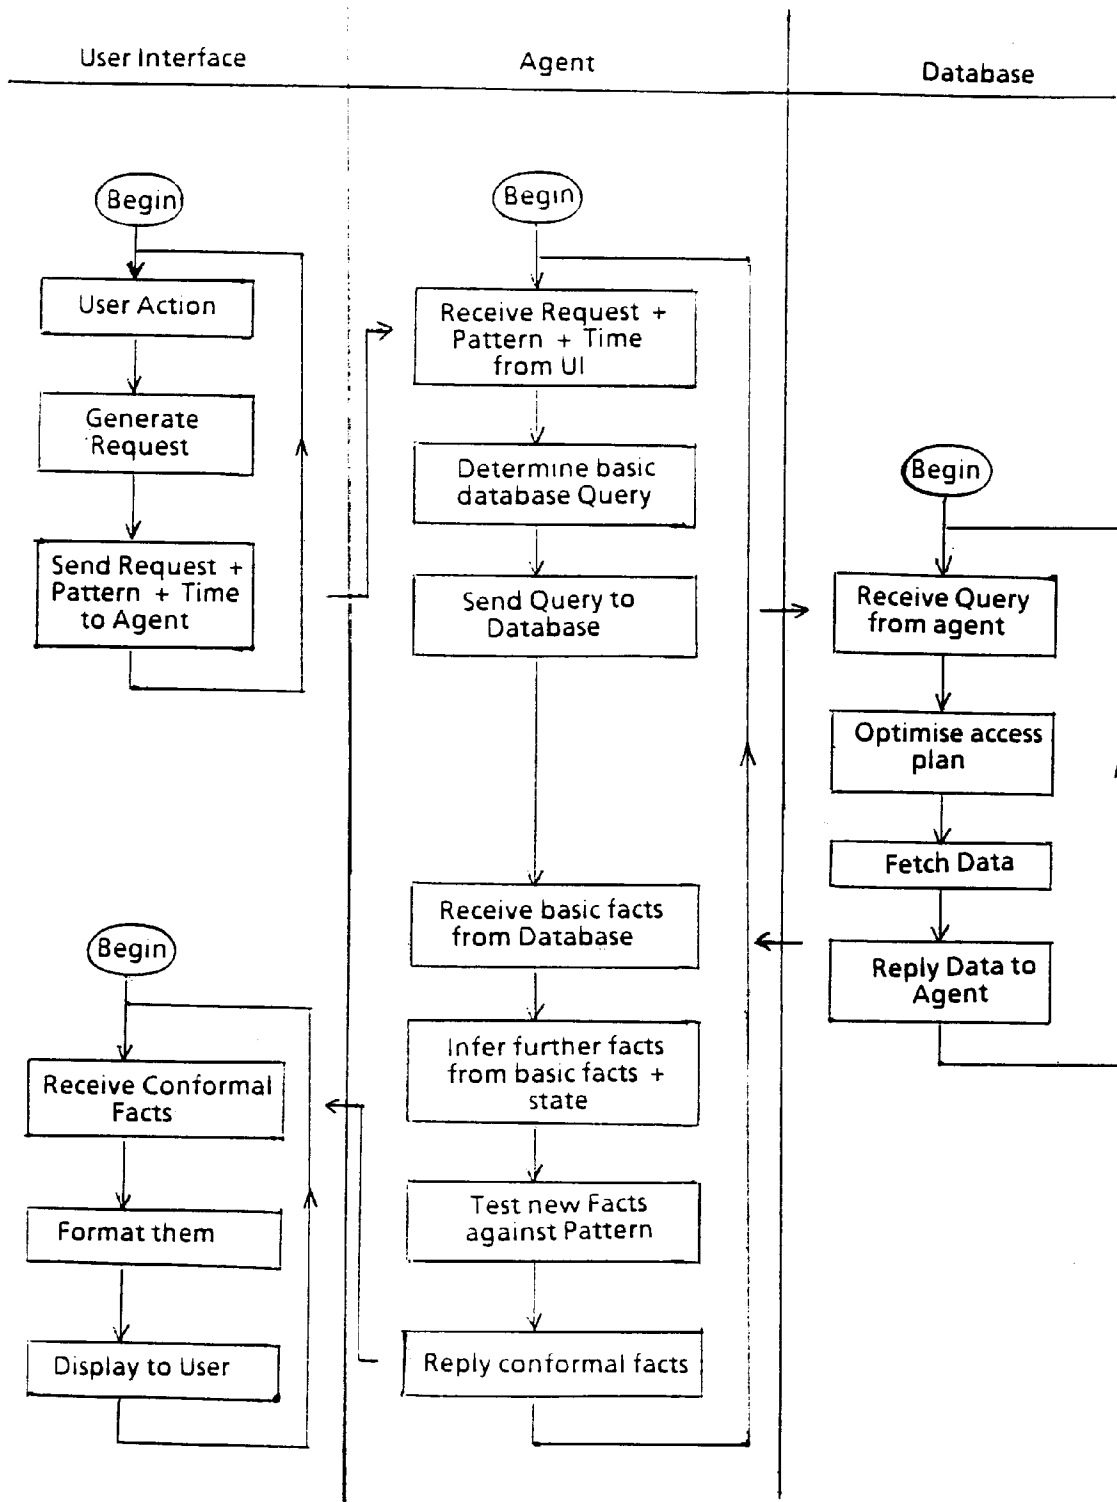 User Interface
Agent
Database
Begin
User Action
Generate
Request
Send Request +
Pattern + Time
to Agent
Begin
Receive Conformal
Facts
Format them
Display to User
Begin
Receive Request +
Pattern + Time
from UI
Determine basic
database Query
Send Query to
Database
Receive basic facts
from Database
Infer further facts
from basic facts +
state
Test new Facts
against Pattern
Reply conformal facts
Begin
Receive Query
from agent
Optimise access
plan
Fetch Data
Reply Data to
Agent